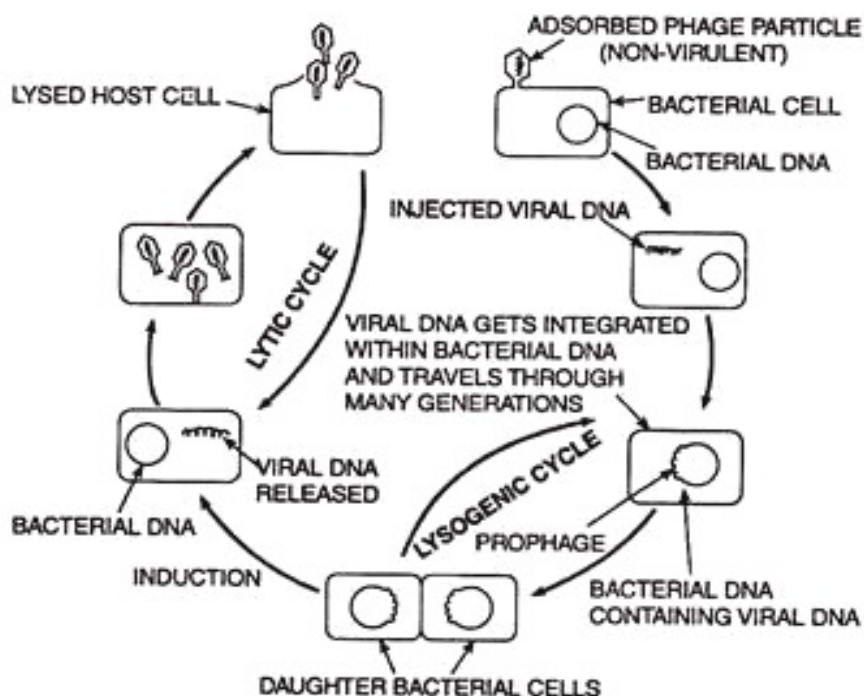 ADSORBED PHAGE PARTICLE
(NON-VIRULENT)
LYSED HOST CELL
BACTERIAL CELL
BACTERIAL DNA
INJECTED VIRAL DNA
LYTIC CYCLE
VIRAL DNA GETS INTEGRATED
WITHIN BACTERIAL DNA
AND TRAVELS THROUGH
MANY GENERATIONS
VIRAL DNA
RELEASED
BACTERIAL DNA
LYSOGENIC CYCLE
PROPHAGE
INDUCTION
BACTERIAL DNA
CONTAINING VIRAL DNA
DAUGHTER BACTERIAL CELLS